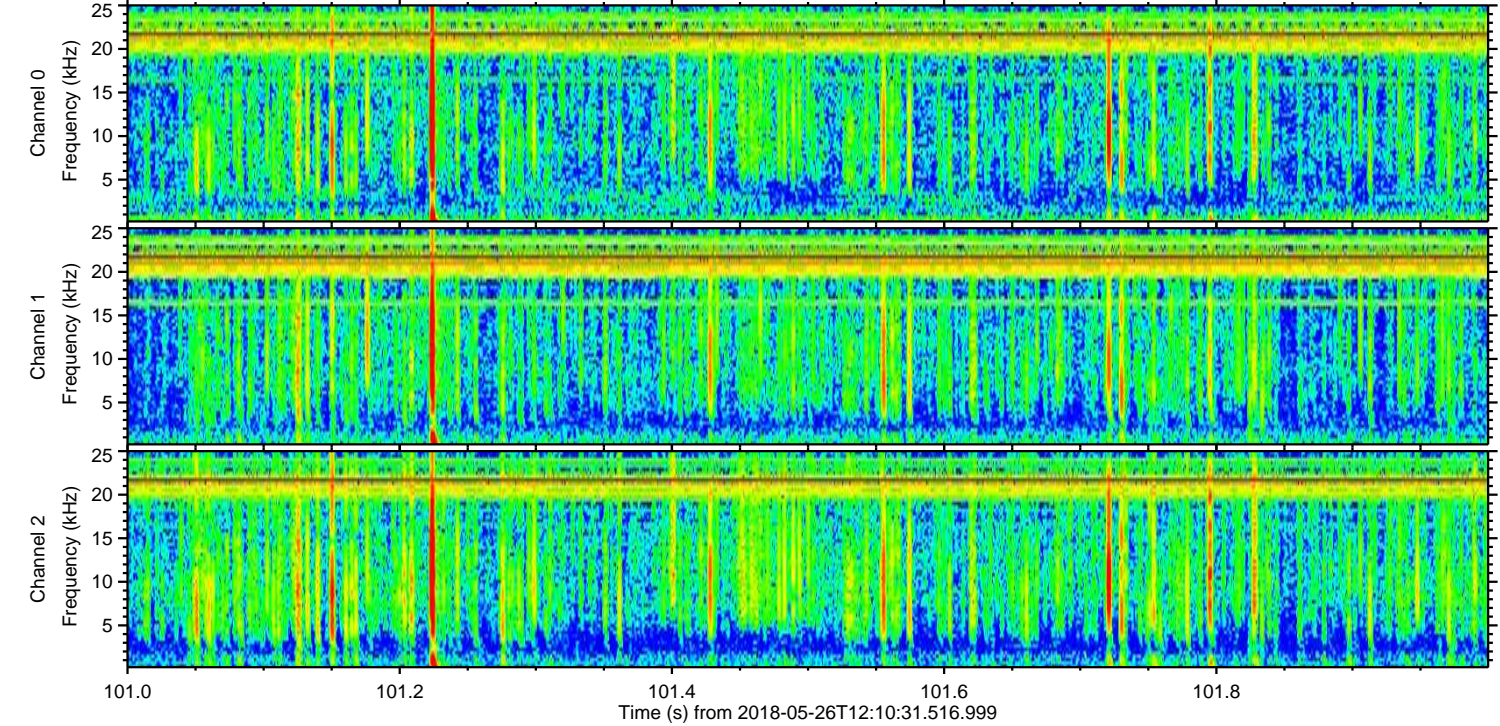 Channel 0
Frequency (kHz)
25
20
15
10
5
Channel 1
Frequency (kHz)
25
20
15
10
5
Channel 2
Frequency (kHz)
25
20
15
10
5
101.0 101.2 101.4 101.6 101.8
Time (s) from 2018-05-26T12:10:31.516.999